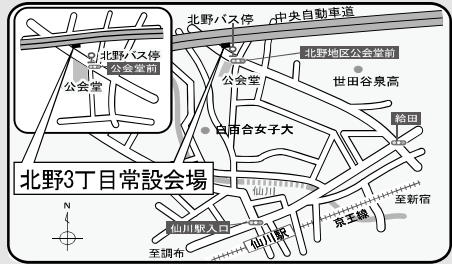 北野バス停
公会堂前
公会堂
北野バス停
中央自動車道
北野地区公会堂前
公会堂
世田谷泉高
給田
白百合女子大
北野3丁目常設会場
仙川
至新宿
京王線
仙川駅入口
仙川駅
至調布
N